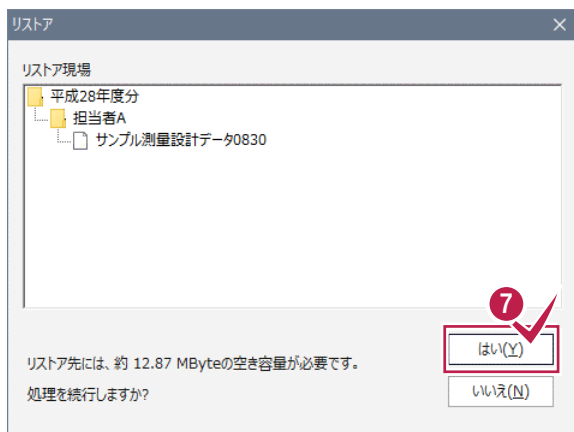 リストア
リストア現場
平成28年度分
担当者A
サンプル測量設計データ0830
7
はい(Y)
リストア先には、約 12.87 MByteの空き容量が必要です。
処理を続行しますか?
いいえ(N)